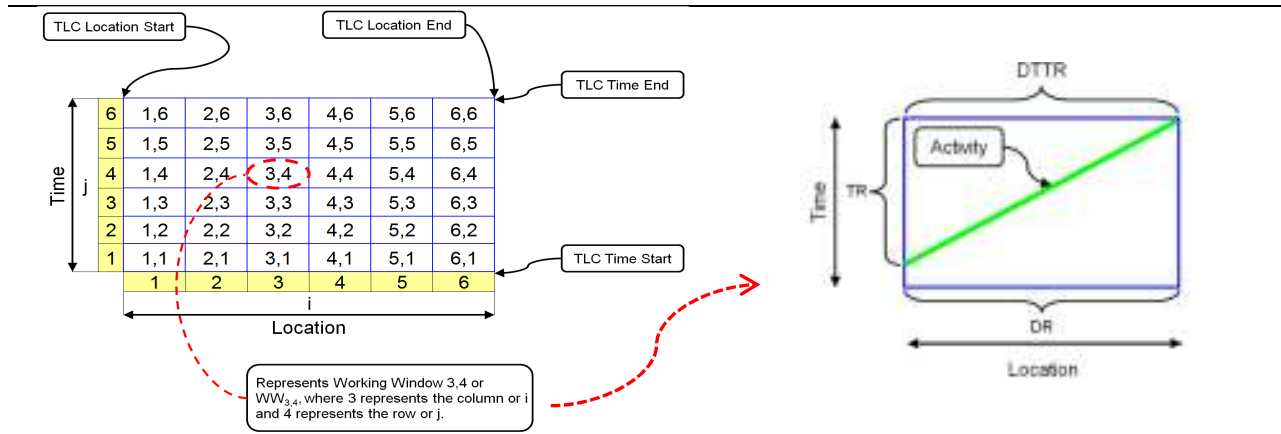 TLC Location Start
TLC Location End
TLC Time End
6 1,6 2,6 3,6 4,6 5,6 6,6
5 1,5 2,5 3,5 4,5 5,5 6,5
4 1,4 2,4 3,4 4,4 5,4 6,4
3 1,3 2,3 3,3 4,3 5,3 6,3
2 1,2 2,2 3,2 4,2 5,2 6,2
1 1,1 2,1 3,1 4,1 5,1 6,1
1 2 3 4 5 6
Time
j
TLC Time Start
i
Location
Represents Working Window 3,4 or
WW3,4, where 3 represents the column or i
and 4 represents the row or j.
DTTR
Activity
Time
TR
DR
Location